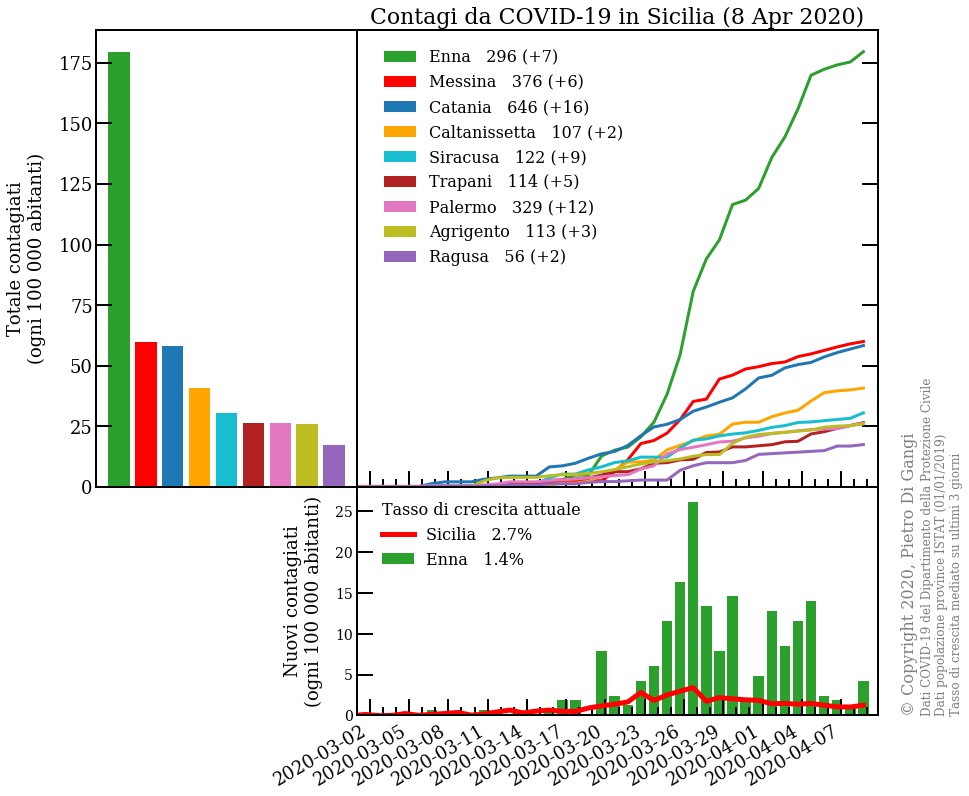 Contagi da COVID-19 in Sicilia (8 Apr 2020)
Totale contagiati
(ogni 100 000 abitanti)
175
150
125
100
75
50
25
0
Enna 296 (+7)
Messina 376 (+6)
Catania 646 (+16)
Caltanissetta 107 (+2)
Siracusa 122 (+9)
Trapani 114 (+5)
Palermo 329 (+12)
Agrigento 113 (+3)
Ragusa 56 (+2)
Nuovi contagiati
(ogni 100 000 abitanti)
25
20
15
10
5
0
Tasso di crescita attuale
Sicilia 2.7%
Enna 1.4%
2020-03-02
2020-03-05
2020-03-08
2020-03-11
2020-03-14
2020-03-17
2020-03-20
2020-03-23
2020-03-26
2020-03-29
2020-04-01
2020-04-04
2020-04-07
© Copyright 2020, Pietro Di Gangi
Dati COVID-19 del Dipartimento della Protezione Civile
Dati popolazione province ISTAT (01/01/2019)
Tasso di crescita mediato su ultimi 3 giorni